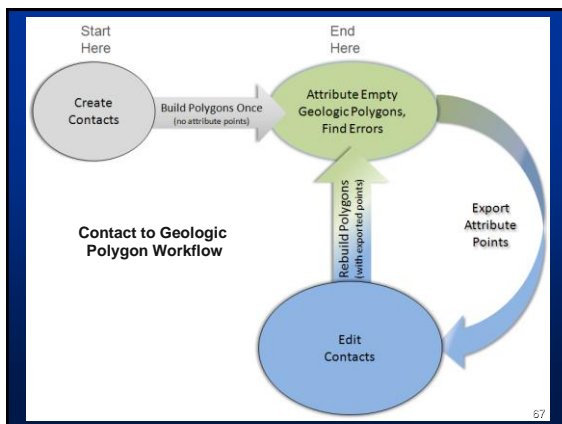 Start
Here
End
Here
Create
Contacts
Build Polygons Once
(no attribute points)
Attribute Empty
Geologic Polygons,
Find Errors
Export
Attribute
Points
Rebuild Polygons
(with exported points)
Contact to Geologic
Polygon Workflow
Edit
Contacts
67